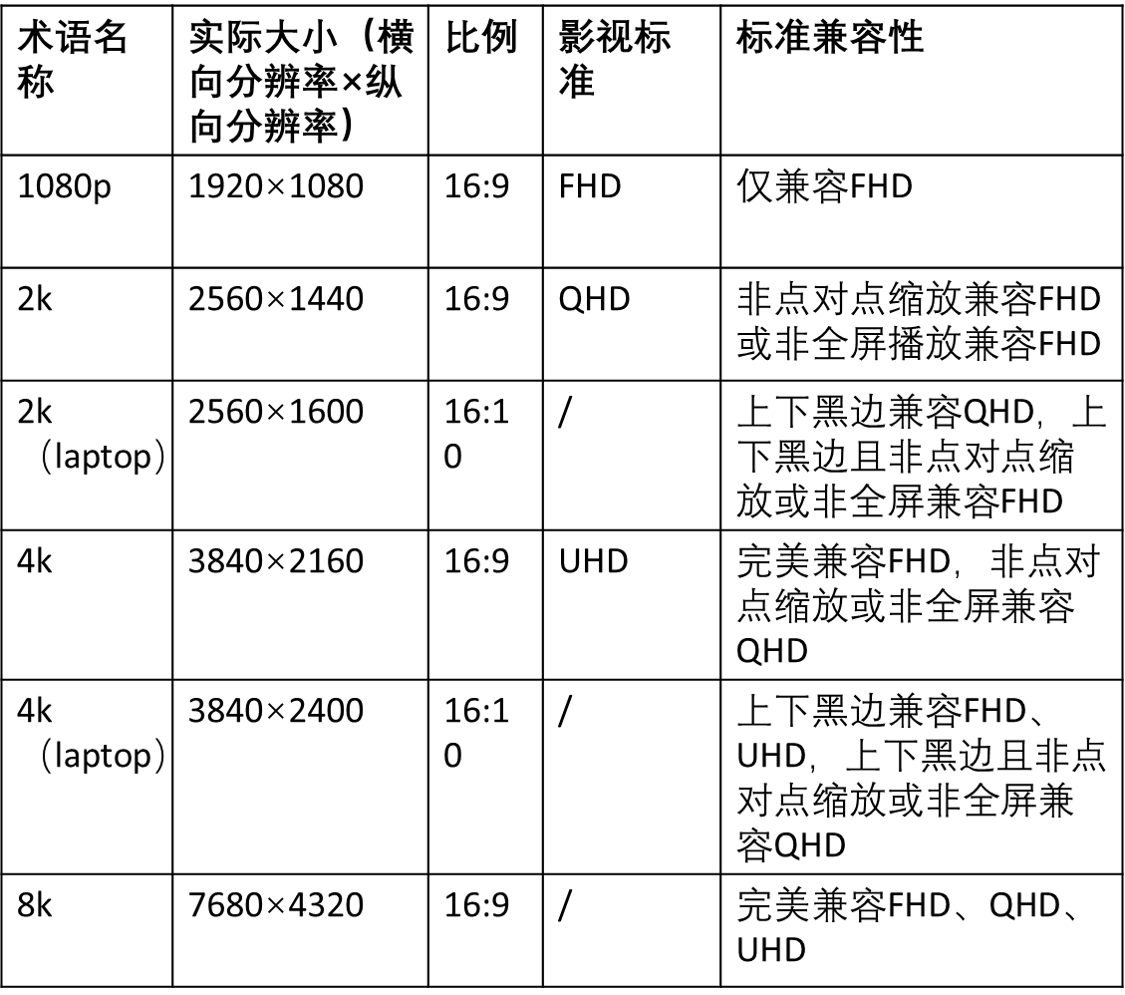 术语名
称
实际大小（横
向分辨率×纵
向分辨率）
比例
影视标
准
标准兼容性
1080p
1920×1080
16:9
FHD
仅兼容FHD
2k
2560×1440
16:9
QHD
非点对点缩放兼容FHD
或非全屏播放兼容FHD
2k
（laptop）
2560×1600
16:1
0
/
上下黑边兼容QHD，上
下黑边且非点对点缩
放或非全屏兼容FHD
4k
3840×2160
16:9
UHD
完美兼容FHD，非点对
点缩放或非全屏兼容
QHD
4k
（laptop）
3840×2400
16:1
0
/
上下黑边兼容FHD、
UHD，上下黑边且非点
对点缩放或非全屏兼
容QHD
8k
7680×4320
16:9
/
完美兼容FHD、QHD、
UHD